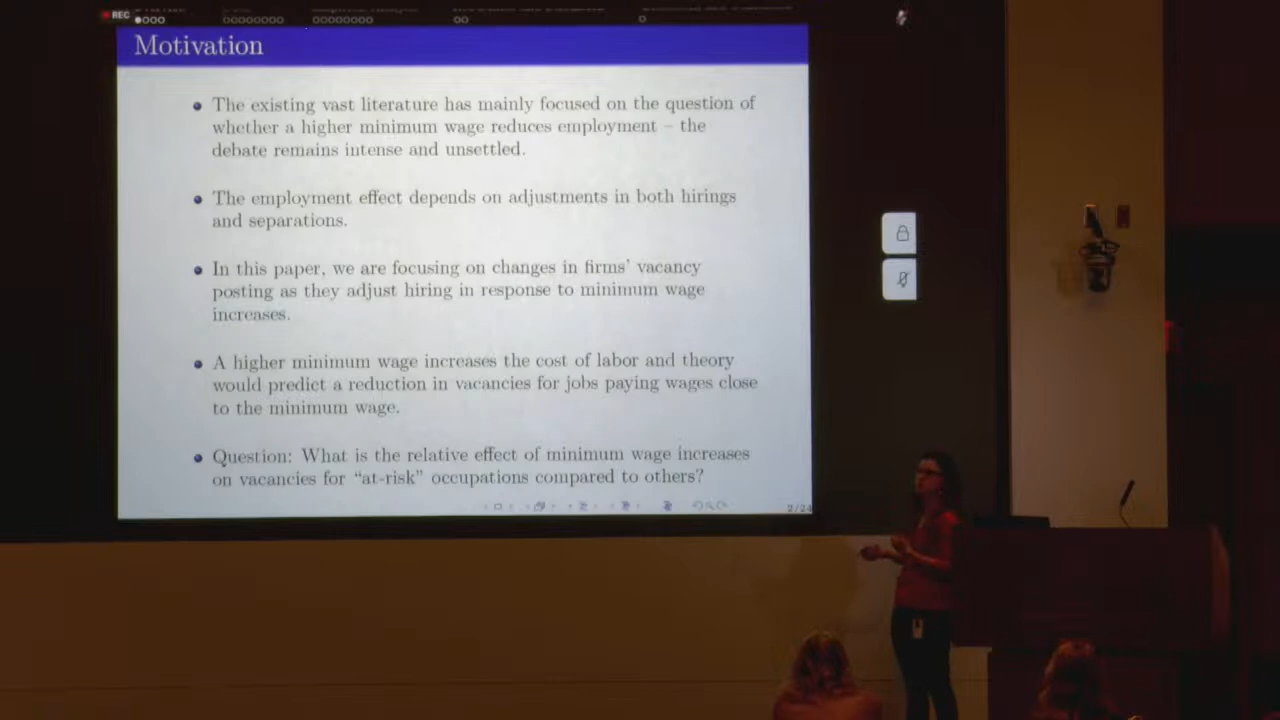 REC
Motivation
The existing vast literature has mainly focused on the question of
whether a higher minimum wage reduces employment – the
debate remains intense and unsettled.
The employment effect depends on adjustments in both hirings
and separations.
In this paper, we are focusing on changes in firms' vacancy
posting as they adjust hiring in response to minimum wage
increases.
A higher minimum wage increases the cost of labor and theory
would predict a reduction in vacancies for jobs paying wages close
to the minimum wage.
Question: What is the relative effect of minimum wage increases
on vacancies for "at-risk" occupations compared to others?
2/24